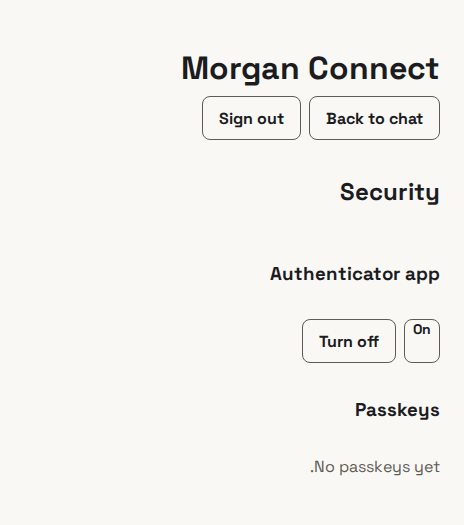 Morgan Connect
Back to chat
Sign out
Security
Authenticator app
On
Turn off
Passkeys
.No passkeys yet